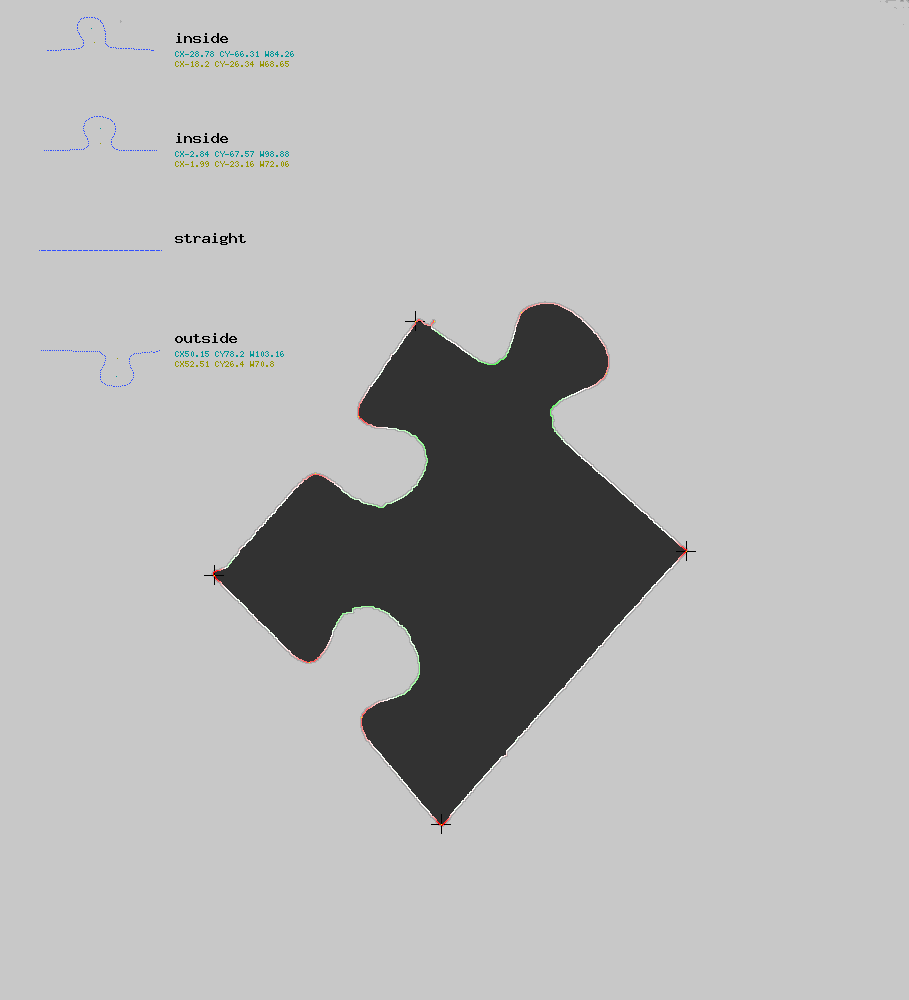 inside
CX-28.78 CY-66.31 W84.26
CX-18.2 CY-26.34 W68.65
inside
CX-2.84 CY-67.57 W98.88
CX-1.99 CY-23.16 W72.06
straight
outside
CX50.15 CY78.2 W103.16
CX52.51 CY26.4 W70.8